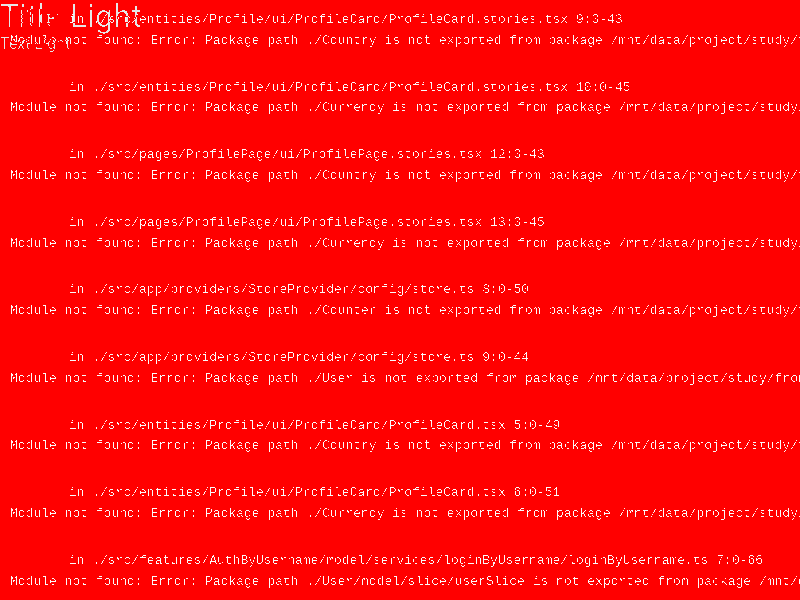 Title Light
Text Light
in ./src/entities/Profile/ui/ProfileCard/ProfileCard.stories.tsx 9:0-43
Module not found: Error: Package path ./Country is not exported from package /mnt/data/project/study/
in ./src/entities/Profile/ui/ProfileCard/ProfileCard.stories.tsx 10:0-45
Module not found: Error: Package path ./Currency is not exported from package /mnt/data/project/study/
in ./src/pages/ProfilePage/ui/ProfilePage.stories.tsx 12:0-43
Module not found: Error: Package path ./Country is not exported from package /mnt/data/project/study/
in ./src/pages/ProfilePage/ui/ProfilePage.stories.tsx 13:0-45
Module not found: Error: Package path ./Currency is not exported from package /mnt/data/project/study/
in ./src/app/providers/StoreProvider/config/store.ts 8:0-50
Module not found: Error: Package path ./Counter is not exported from package /mnt/data/project/study/
in ./src/app/providers/StoreProvider/config/store.ts 9:0-44
Module not found: Error: Package path ./User is not exported from package /mnt/data/project/study/fro
in ./src/entities/Profile/ui/ProfileCard/ProfileCard.tsx 5:0-49
Module not found: Error: Package path ./Country is not exported from package /mnt/data/project/study/
in ./src/entities/Profile/ui/ProfileCard/ProfileCard.tsx 6:0-51
Module not found: Error: Package path ./Currency is not exported from package /mnt/data/project/study/
in ./src/features/AuthByUsername/model/services/loginByUsername/loginByUsername.ts 7:0-66
Module not found: Error: Package path ./User/model/slice/userSlice is not exported from package /mnt/